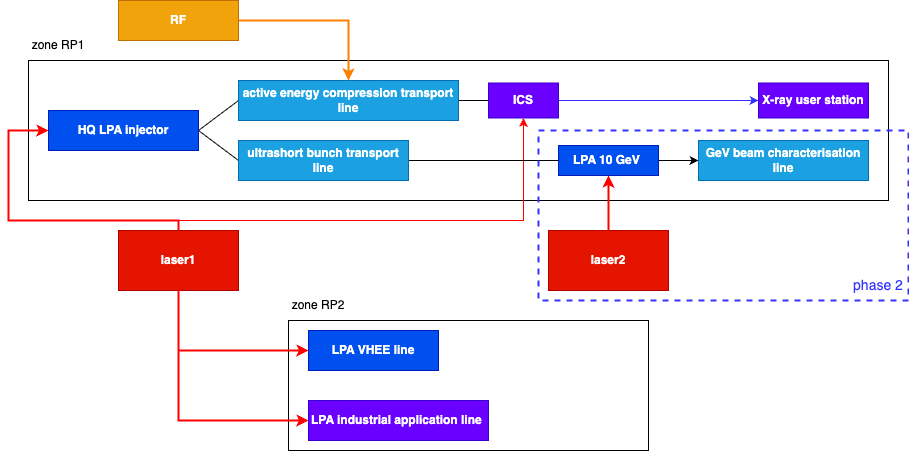 RF
zone RP1
active energy compression transport
line
ICS
X-ray user station
HQ LPA injector
ultrashort bunch transport
line
LPA 10 GeV
GeV beam characterisation
line
laser1
laser2
phase 2
zone RP2
LPA VHEE line
LPA industrial application line